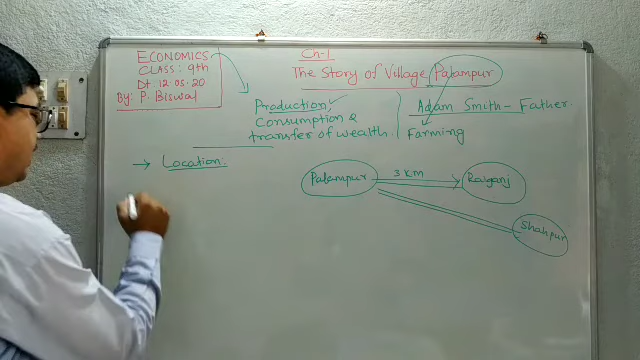 ECONOMICS
CLASS: 9th
Dt 12.05.20
By: P. Biswal
Ch-1
The Story of Village Palampur
Production
Consumption &
transfer of wealth.
Adam Smith - Father.
Farming
→ Location.
Palampur
3 KM
Raiganj
Shahpur